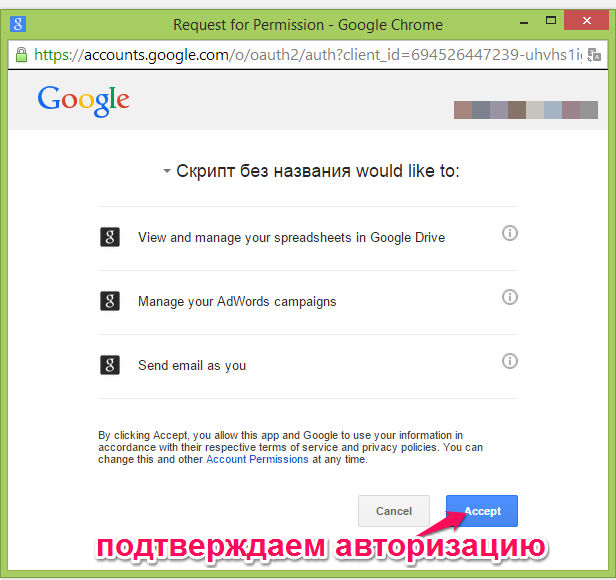 Request for Permission - Google Chrome
https://accounts.google.com/o/oauth2/auth?client_id=694526447239-uhvhs1ig
Google
Скрипт без названия would like to:
View and manage your spreadsheets in Google Drive
Manage your AdWords campaigns
Send email as you
By clicking Accept, you allow this app and Google to use your information in
accordance with their respective terms of service and privacy policies. You can
change this and other Account Permissions at any time.
Cancel Accept
подтверждаем авторизацию